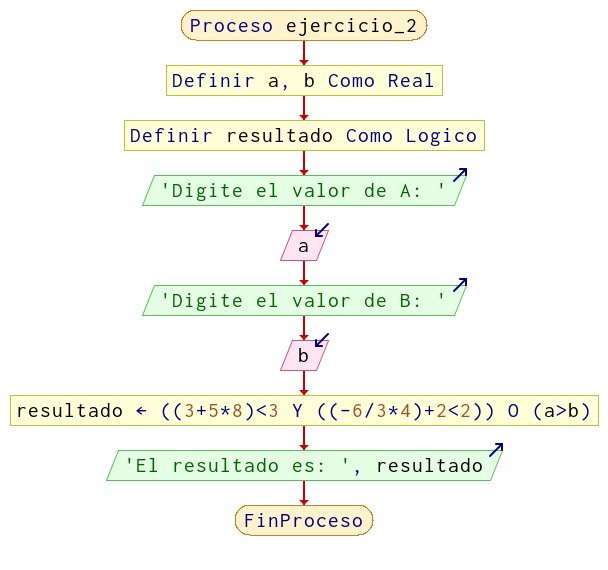 Proceso ejercicio_2
Definir a, b Como Real
Definir resultado Como Logico
'Digite el valor de A: '
a
'Digite el valor de B: '
b
resultado ← ((3+5*8)<3 Y ((-6/3*4)+2<2)) O (a>b)
'El resultado es: ', resultado
FinProceso